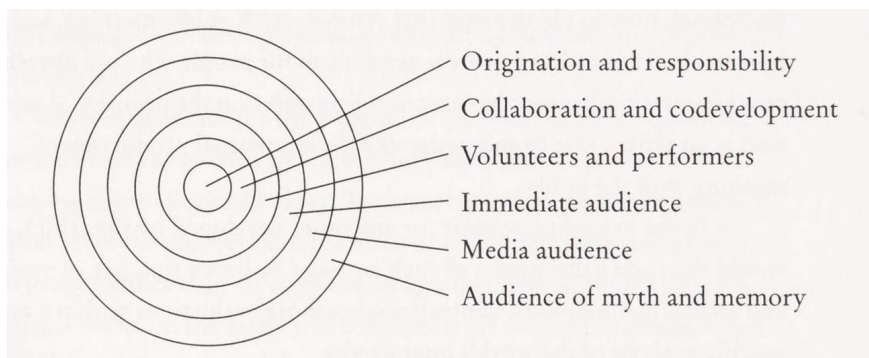 Origination and responsibility
Collaboration and codevelopment
Volunteers and performers
Immediate audience
Media audience
Audience of myth and memory